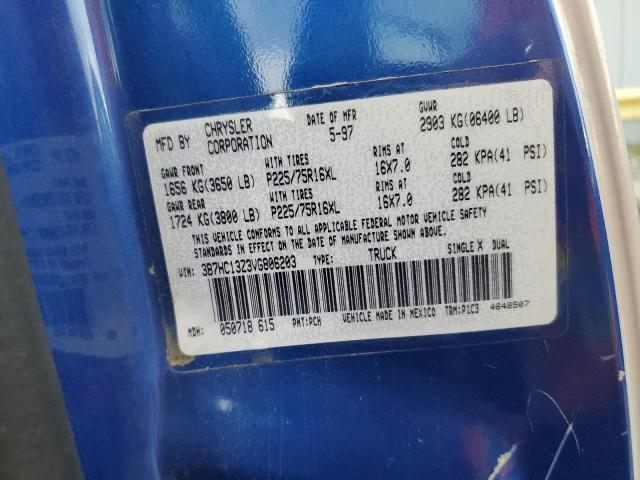 MFD BY CHRYSLER CORPORATION DATE OF MFR 5-97 GVWR 2903 KG(06400 LB)
GAWR FRONT WITH TIRES RIMS AT COLD
1656 KG(3650 LB) P225/75R16XL 16X7.0 282 KPA(41 PSI)
GAWR REAR WITH TIRES RIMS AT COLD
1724 KG(3800 LB) P225/75R16XL 16X7.0 282 KPA(41 PSI)
THIS VEHICLE CONFORMS TO ALL APPLICABLE FEDERAL MOTOR VEHICLE SAFETY
STANDARDS IN EFFECT ON THE DATE OF MANUFACTURE SHOWN ABOVE.
VIN: 3B7HC13Z3VG806203 TYPE: TRUCK SINGLE X DUAL
MDH: 050718 615 PNT:PCH VEHICLE MADE IN MEXICO TRM:P1C3 4648507